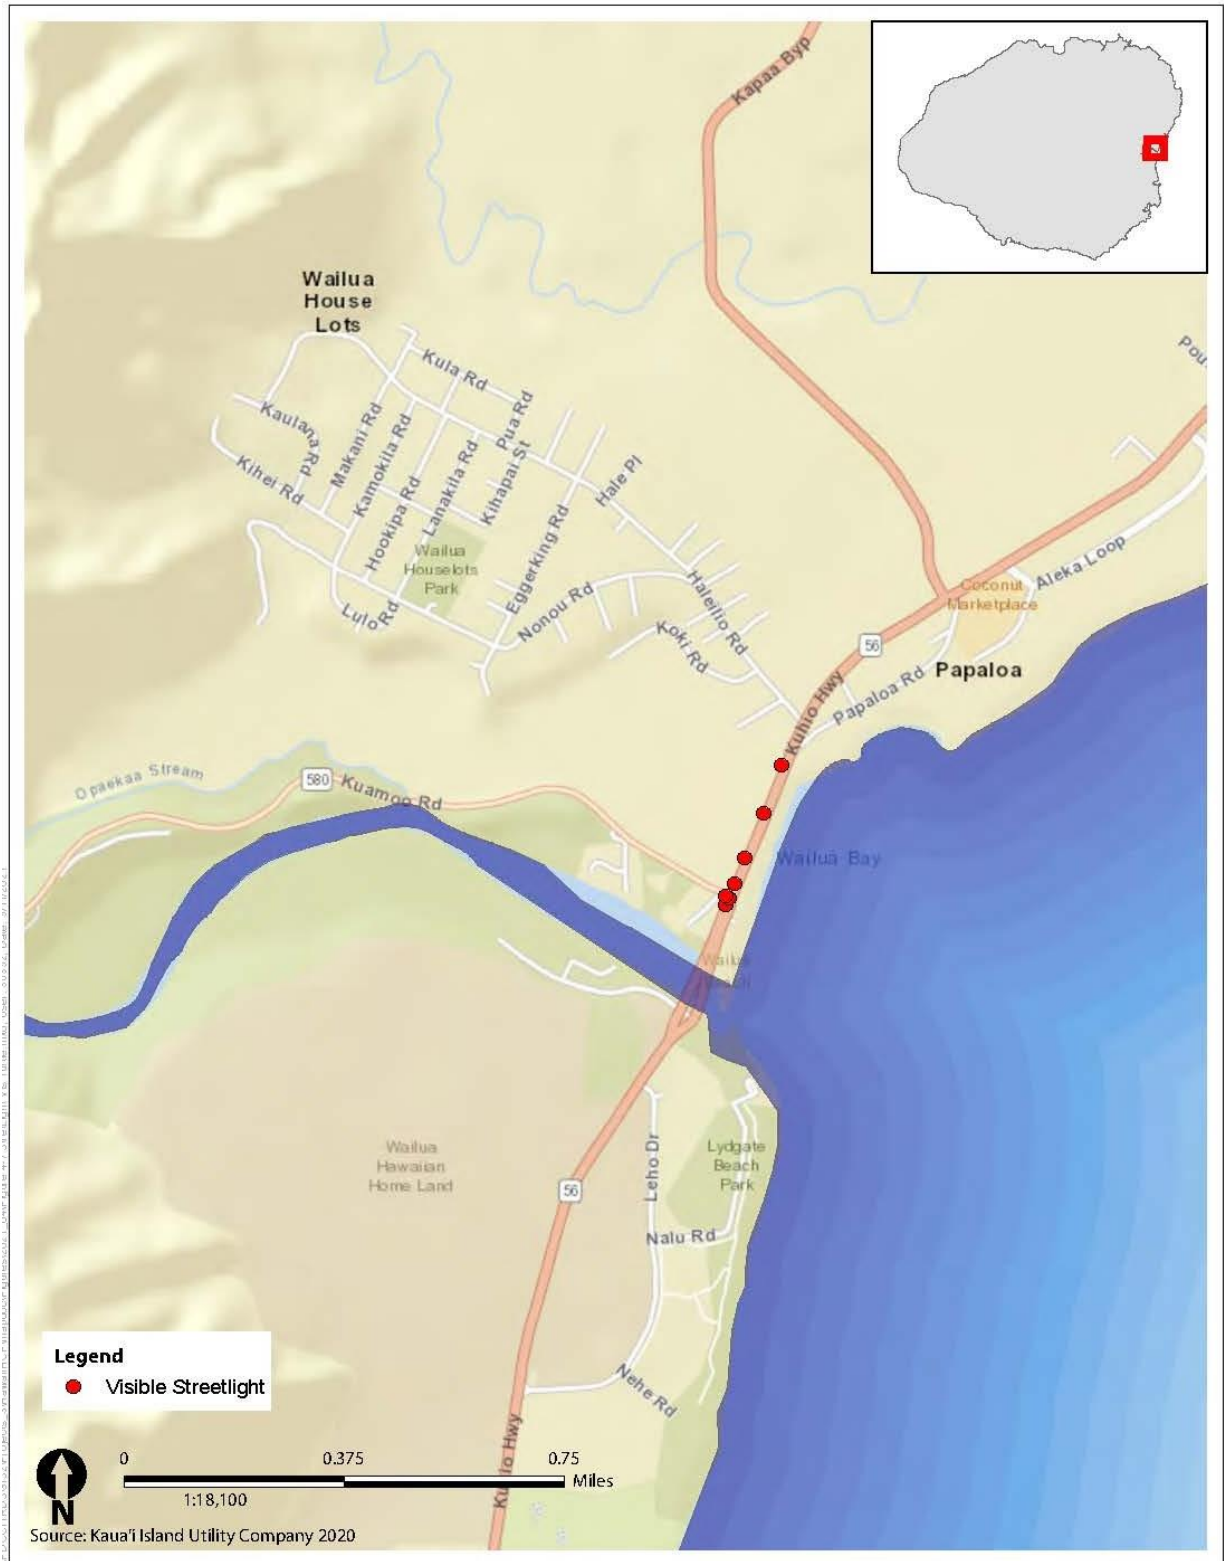 Kapaa Byp
Wailua
House
Lots
Kula Rd
Pua Rd
Kaulana Rd
Makani Rd
Kamokila Rd
Kihei Rd
Hookipa Rd
Lanakila Rd
Kihapai St
Hale Pl
Wailua
Houselots
Park
Eggerking Rd
Lulo Rd
Nonou Rd
Haleilio Rd
Koki Rd
Aleka Loop
Coconut
Marketplace
56
Papaloa
Papaloa Rd
Kuhio Hwy
Opaekaa Stream
580
Kuamoo Rd
Wailua Bay
Wailua
Wailua
Hawaiian
Home Land
Leho Dr
Lydgate
Beach
Park
56
Nalu Rd
Nehe Rd
Kuhio Hwy
Legend
Visible Streetlight
0 0.375 0.75
Miles
1:18,100
N
Source: Kaua'i Island Utility Company 2020